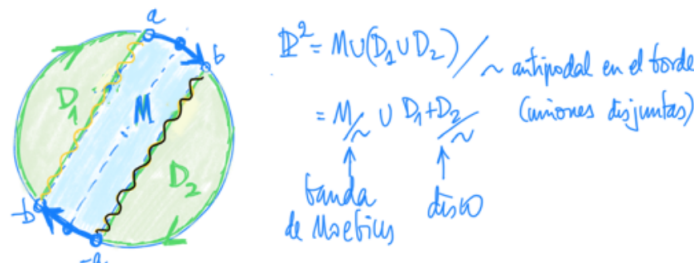 a
b
D₁
M
D₂
-b
-a
ℙ² = M∪(D₁∪D₂)/∼ antipodal en el borde
= M/∼ ∪ D₁+D₂/∼ (uniones disjuntas)
↑ ↑
banda disco
de Moebius